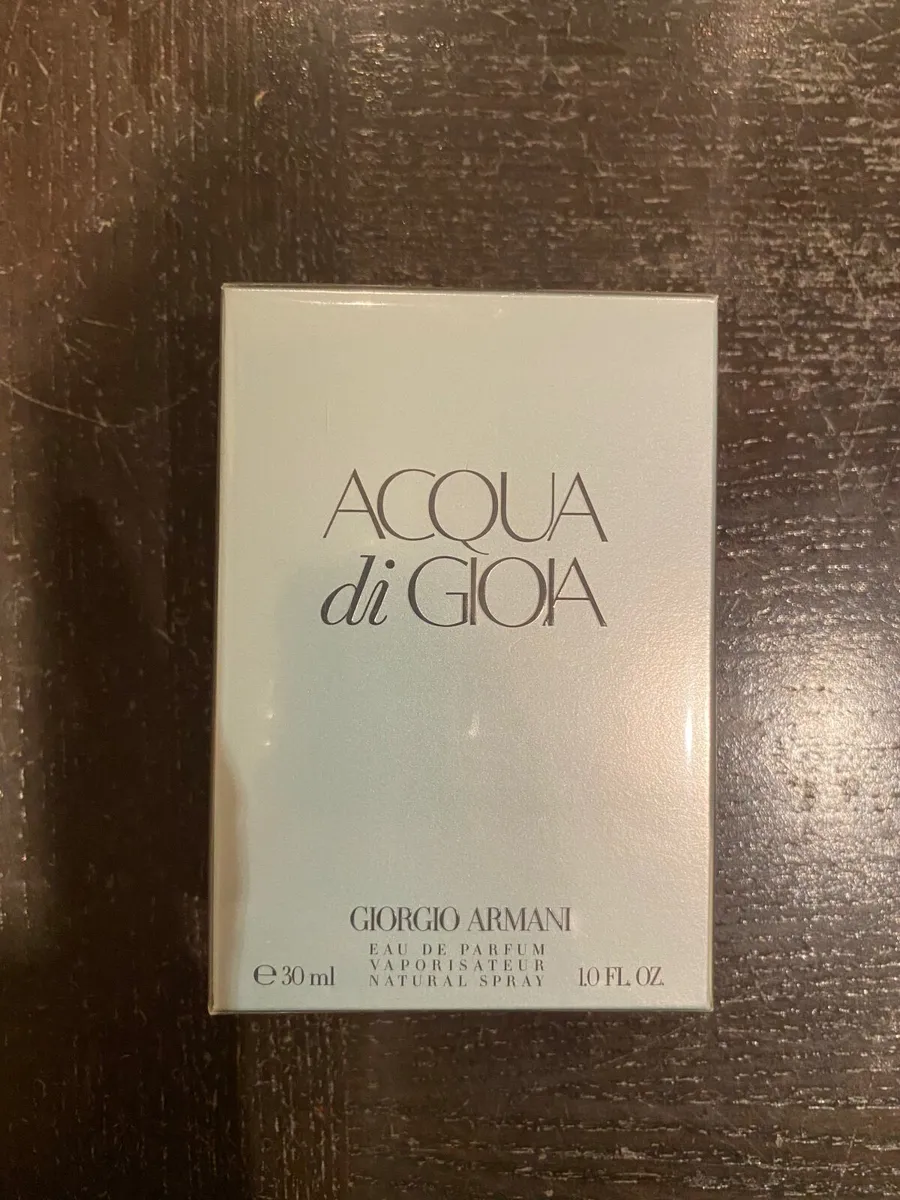 ACQUA
di GIOIA
GIORGIO ARMANI
EAU DE PARFUM
VAPORISATEUR
℮ 30 ml NATURAL SPRAY 1.0 FL. OZ.